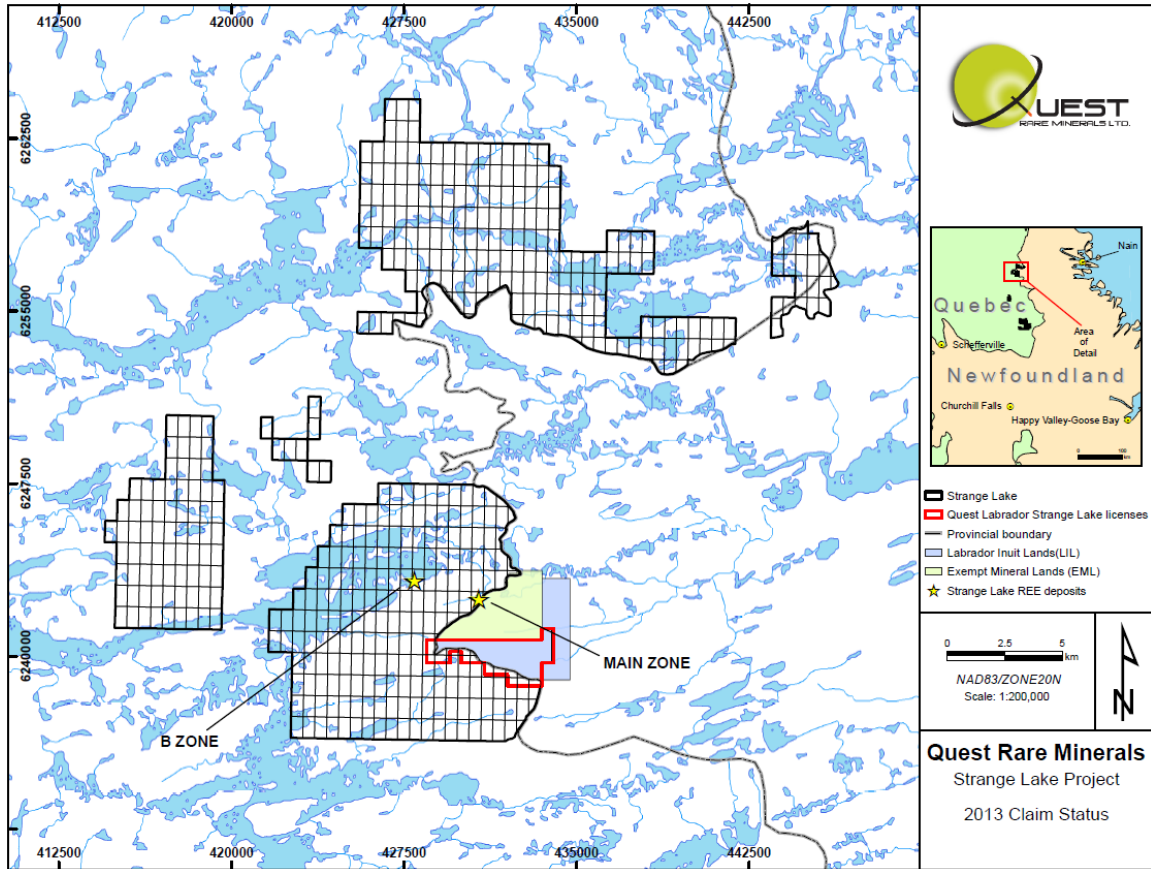 412500 420000 427500 435000 442500
6262500
6255000
6247500
6240000
B ZONE
MAIN ZONE
412500 420000 427500 435000 442500
QUEST
RARE MINERALS LTD.
Nain
Quebéc
Area
of
Detail
Schefferville
Newfoundland
Churchill Falls
Happy Valley-Goose Bay
0 100
km
Strange Lake
Quest Labrador Strange Lake licenses
Provincial boundary
Labrador Inuit Lands(LIL)
Exempt Mineral Lands (EML)
Strange Lake REE deposits
0 2.5 5
km
NAD83/ZONE20N
Scale: 1:200,000
N
Quest Rare Minerals
Strange Lake Project
2013 Claim Status